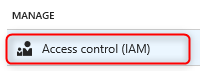 MANAGE
Access control (IAM)